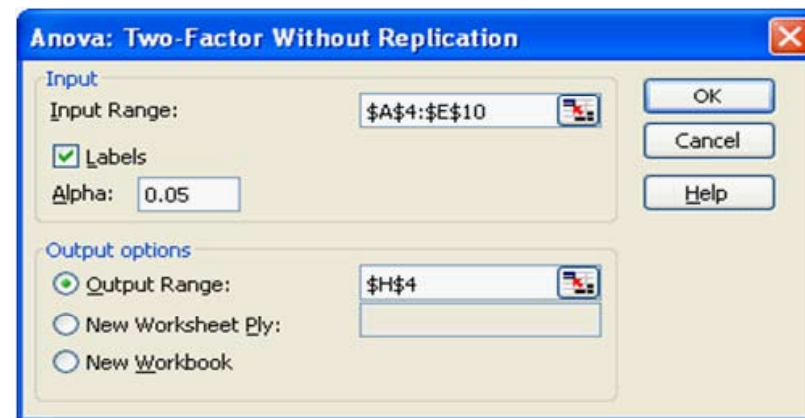 Anova: Two-Factor Without Replication
Input
Input Range: $A$4:$E$10
Labels
Alpha: 0.05
OK
Cancel
Help
Output options
Output Range: $H$4
New Worksheet Ply:
New Workbook